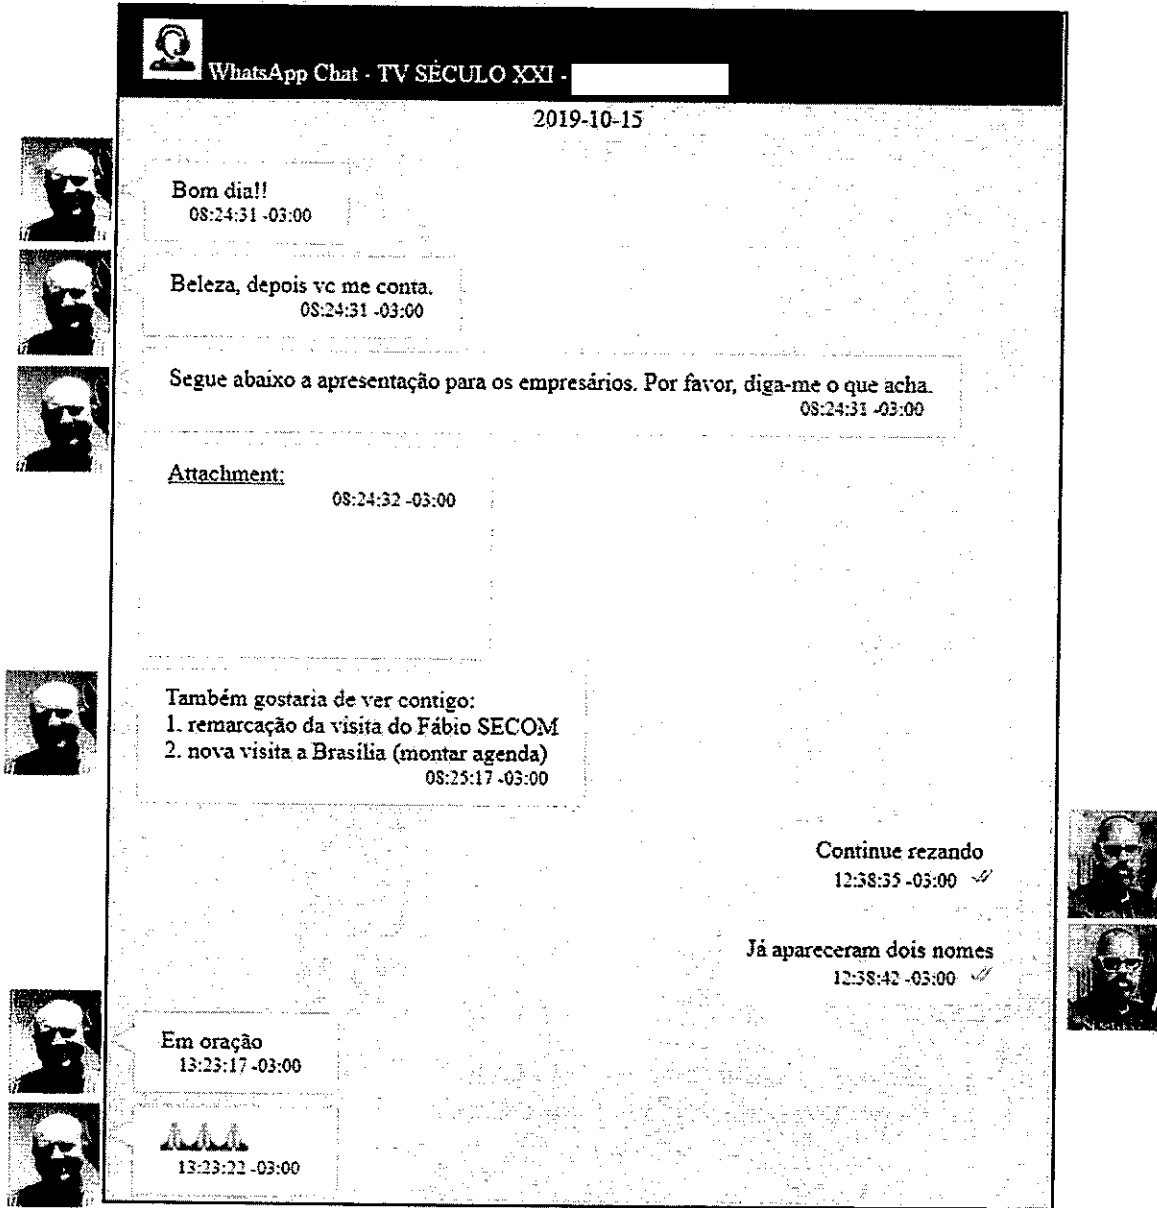 WhatsApp Chat - TV SÉCULO XXI -
2019-10-15
Bom dia!!
08:24:31 -03:00
Beleza, depois vc me conta.
08:24:31 -03:00
Segue abaixo a apresentação para os empresários. Por favor, diga-me o que acha.
08:24:31 -03:00
Attachment:
08:24:32 -03:00
Também gostaria de ver contigo:
1. remarcação da visita do Fábio SECOM
2. nova visita a Brasília (montar agenda)
08:25:17 -03:00
Continue rezando
12:38:35 -03:00
Já apareceram dois nomes
12:38:42 -03:00
Em oração
13:23:17 -03:00
🙏🙏🙏
13:23:22 -03:00